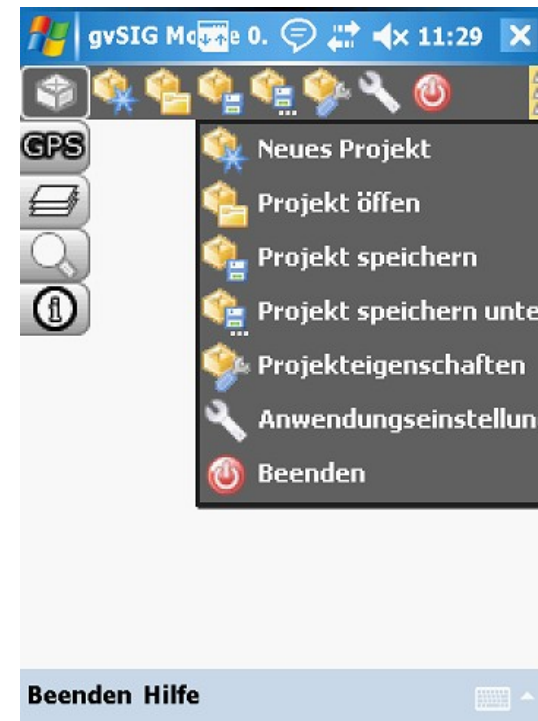 gvSIG Mo e 0. 11:29
GPS
Neues Projekt
Projekt öffen
Projekt speichern
Projekt speichern unte
Projekteigenschaften
Anwendungseinstellun
Beenden
Beenden Hilfe